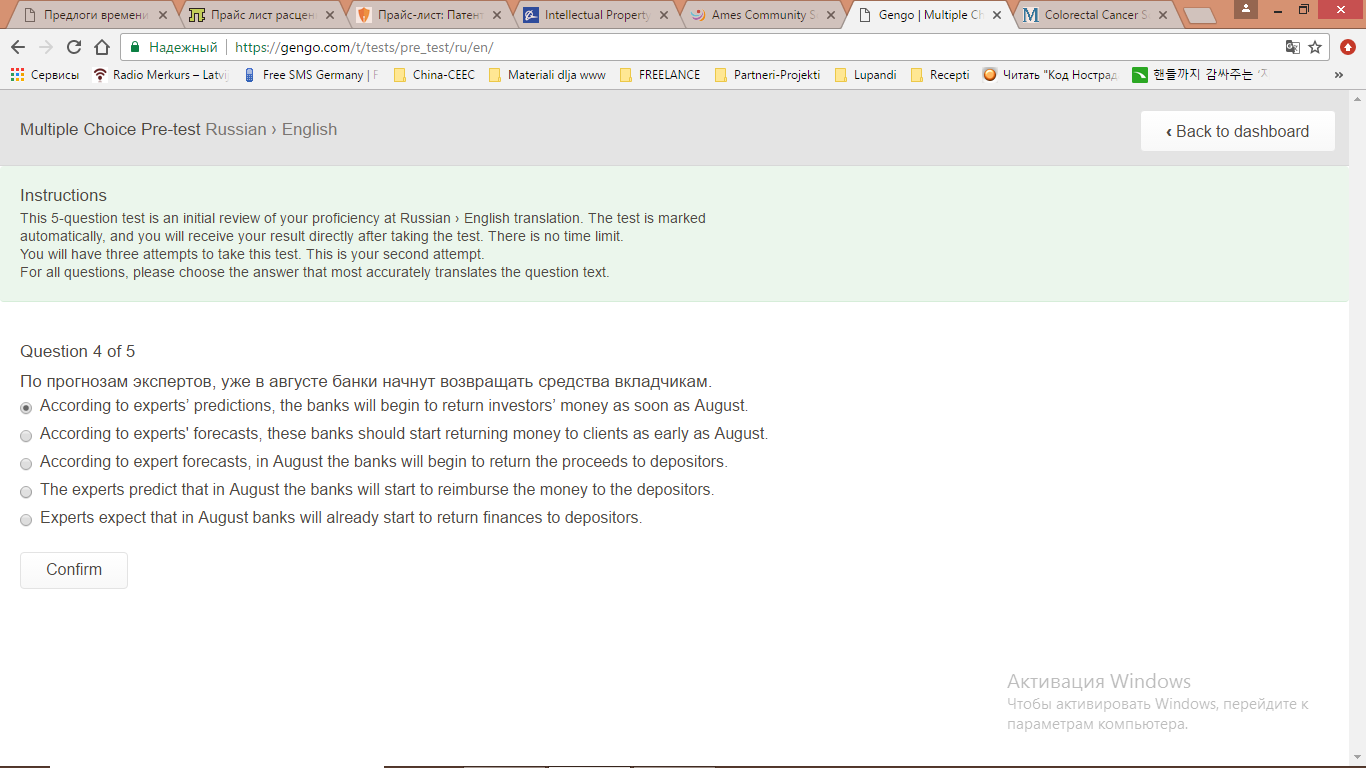 Предлоги времени
Прайс лист расцен
Прайс-лист: Патент
Intellectual Property
Ames Community S
Gengo | Multiple Ch
Colorectal Cancer S
Надежный
https://gengo.com/t/tests/pre_test/ru/en/
Сервисы
Radio Merkurs – Latvij
Free SMS Germany | F
China-CEEC
Materiali dlja www
FREELANCE
Partneri-Projekti
Lupandi
Recepti
Читать "Код Нострад
핸들까지 감싸주는
»
Multiple Choice Pre-test Russian › English
‹ Back to dashboard
Instructions
This 5-question test is an initial review of your proficiency at Russian › English translation. The test is marked
automatically, and you will receive your result directly after taking the test. There is no time limit.
You will have three attempts to take this test. This is your second attempt.
For all questions, please choose the answer that most accurately translates the question text.
Question 4 of 5
По прогнозам экспертов, уже в августе банки начнут возвращать средства вкладчикам.
According to experts’ predictions, the banks will begin to return investors’ money as soon as August.
According to experts' forecasts, these banks should start returning money to clients as early as August.
According to expert forecasts, in August the banks will begin to return the proceeds to depositors.
The experts predict that in August the banks will start to reimburse the money to the depositors.
Experts expect that in August banks will already start to return finances to depositors.
Confirm
Активация Windows
Чтобы активировать Windows, перейдите к
параметрам компьютера.